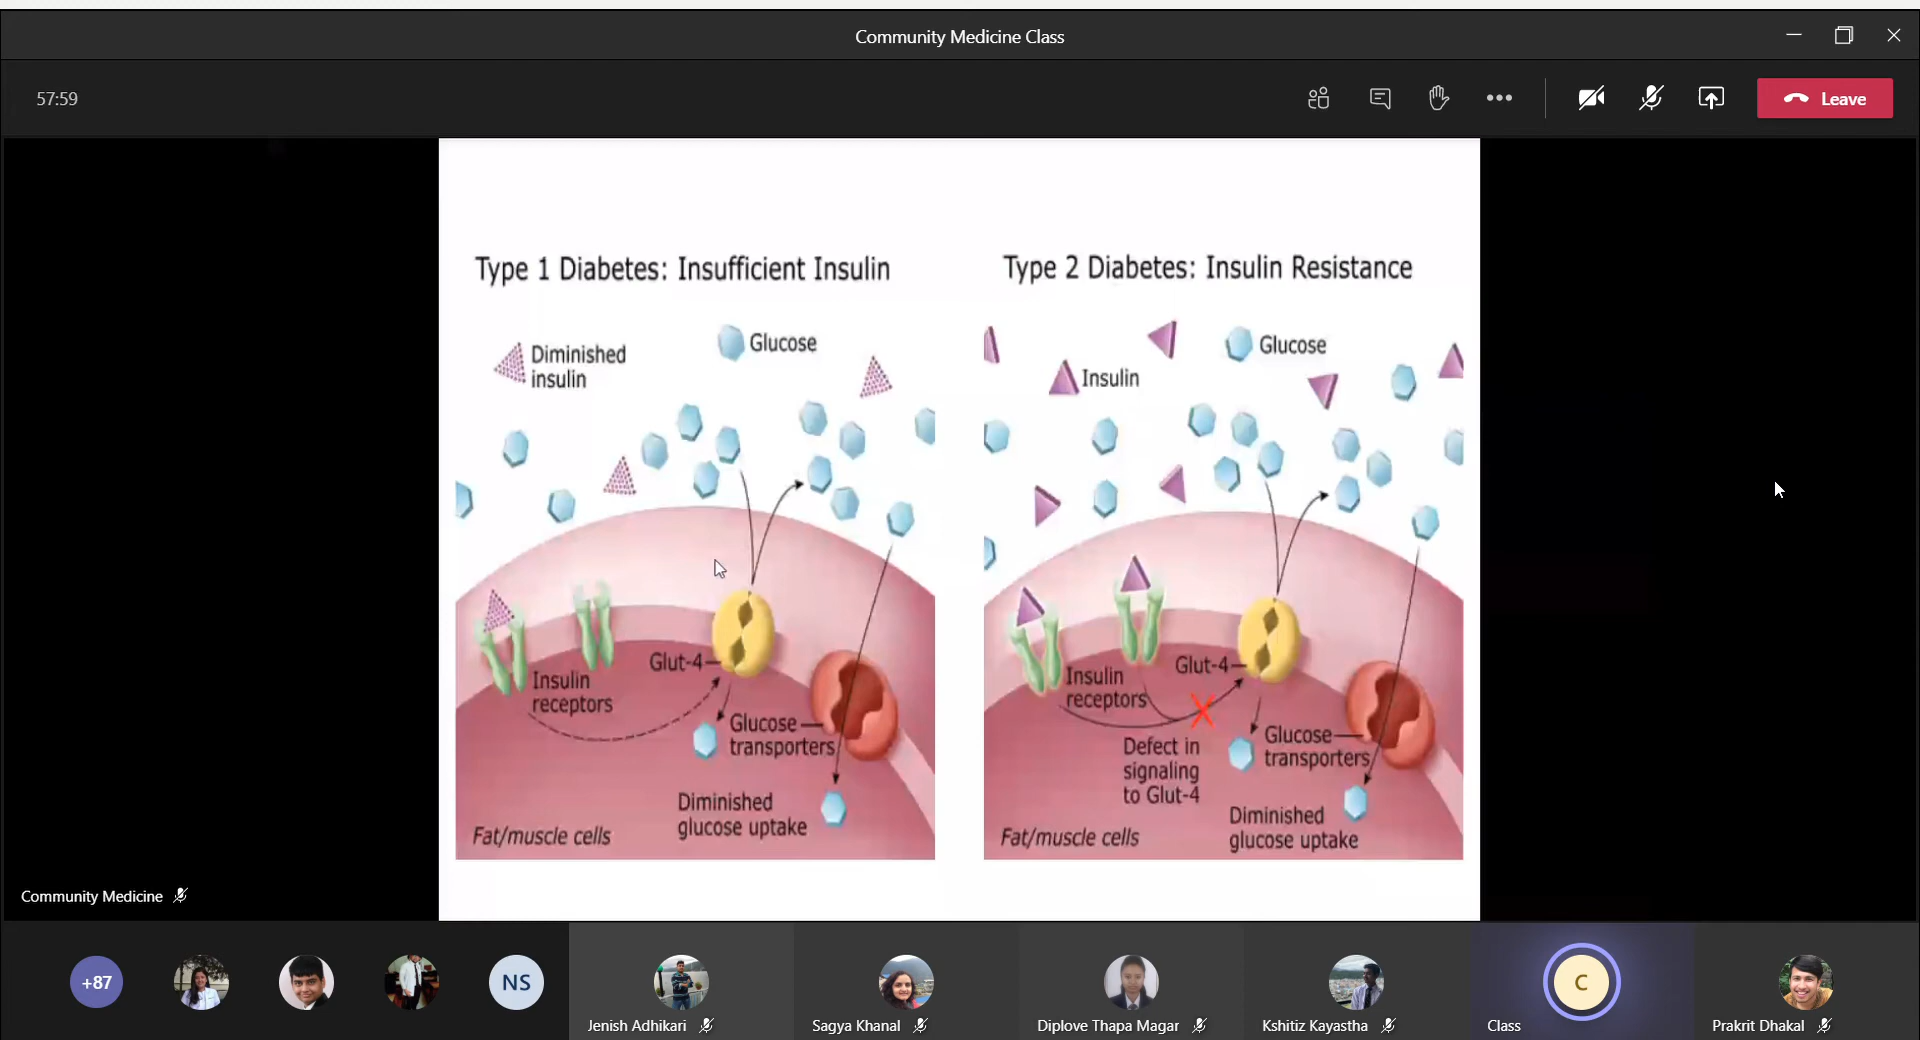 Community Medicine Class
57:59
Leave
Type 1 Diabetes: Insufficient Insulin
Diminished
insulin
Glucose
Insulin
receptors
Glut-4
Glucose
transporters
Diminished
glucose uptake
Fat/muscle cells
Type 2 Diabetes: Insulin Resistance
Insulin
Glucose
Insulin
receptors
Glut-4
Defect in
signaling
to Glut-4
Glucose
transporters
Diminished
glucose uptake
Fat/muscle cells
Community Medicine
+87
NS
Jenish Adhikari
Sagya Khanal
Diplove Thapa Magar
Kshitiz Kayastha
C
Class
Prakrit Dhakal